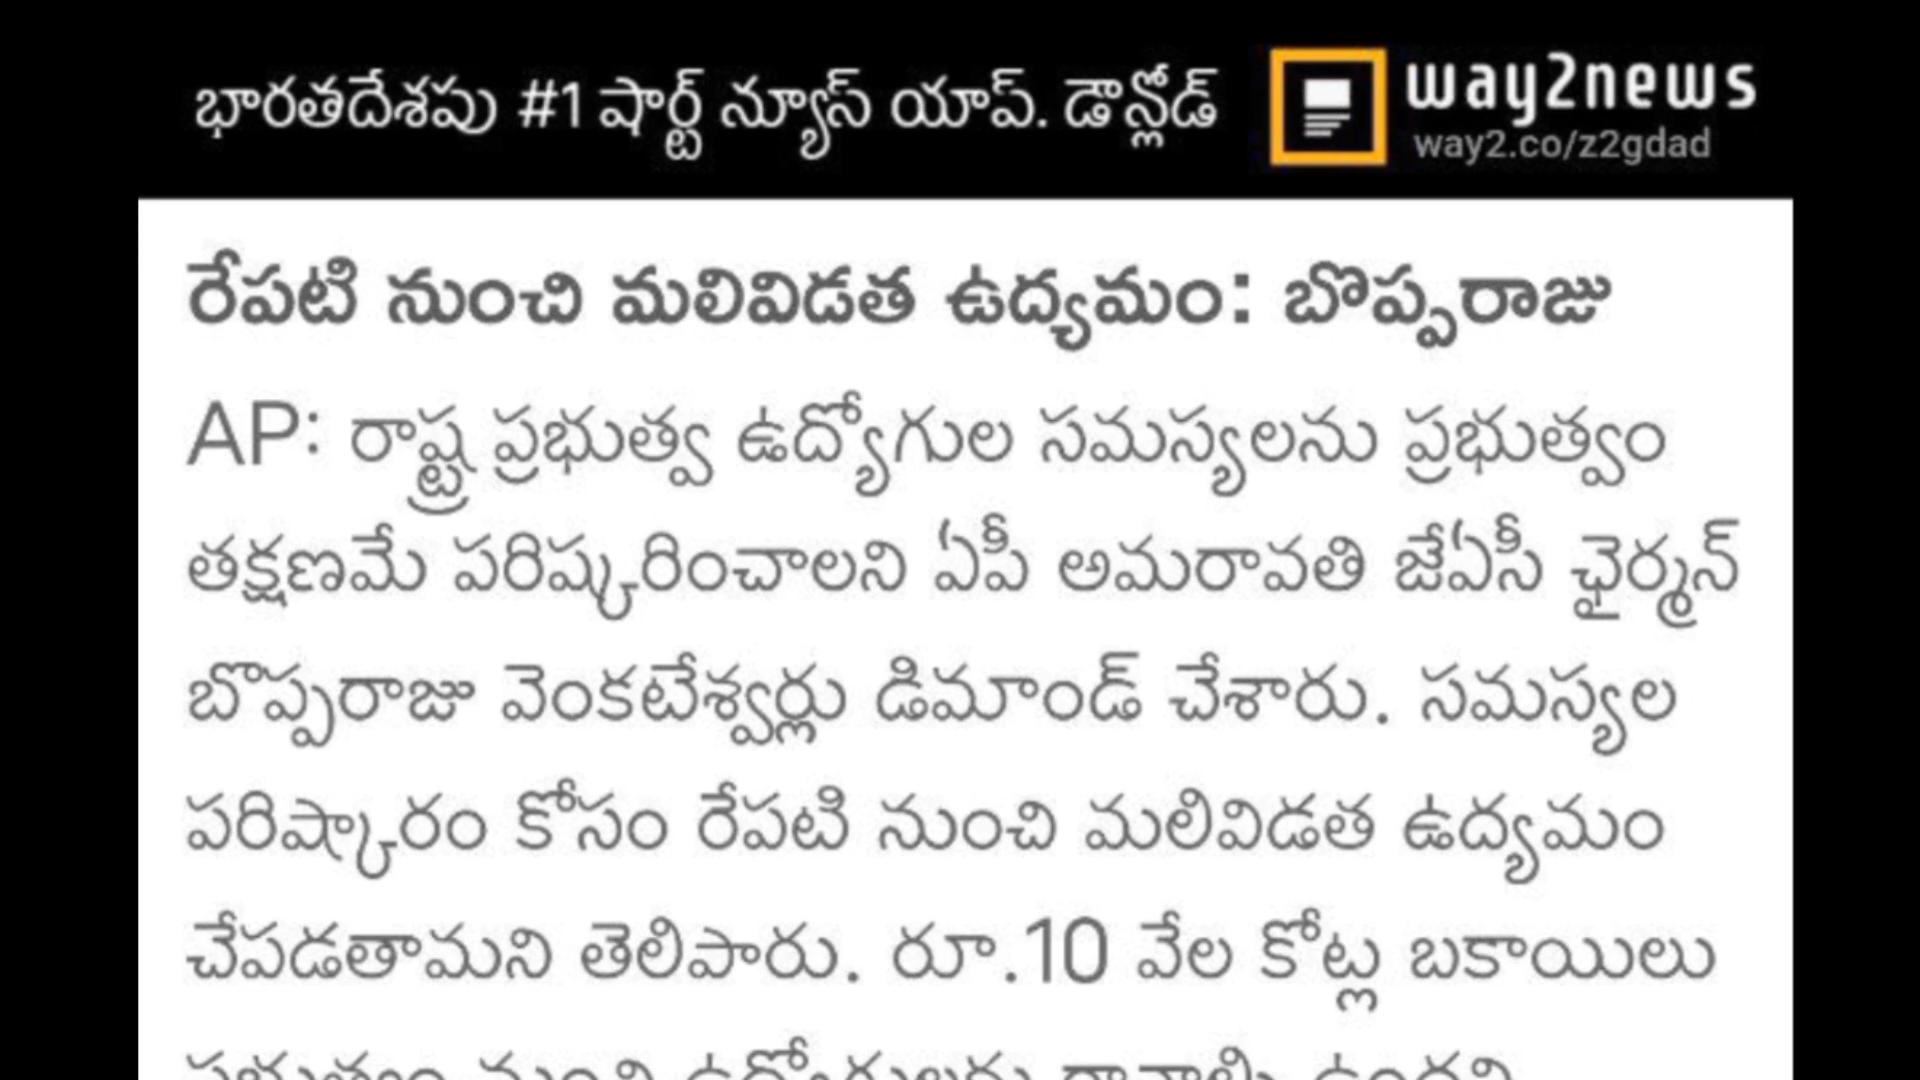 భారతదేశపు #1 షార్ట్ న్యూస్ యాప్. డౌన్లోడ్
way2news
way2.co/z2gdad
రేపటి నుంచి మలివిడత ఉద్యమం: బొప్పరాజు
AP: రాష్ట్ర ప్రభుత్వ ఉద్యోగుల సమస్యలను ప్రభుత్వం
తక్షణమే పరిష్కరించాలని ఏపీ అమరావతి జేఏసీ ఛైర్మన్
బొప్పరాజు వెంకటేశ్వర్లు డిమాండ్ చేశారు. సమస్యల
పరిష్కారం కోసం రేపటి నుంచి మలివిడత ఉద్యమం
చేపడతామని తెలిపారు. రూ.10 వేల కోట్ల బకాయిలు